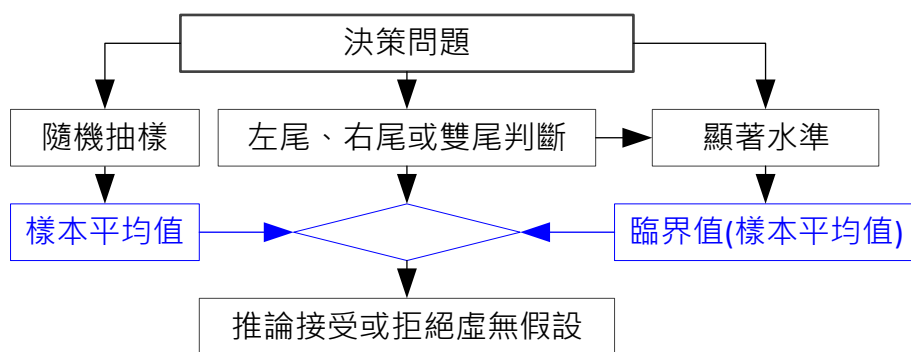 決策問題
隨機抽樣
左尾、右尾或雙尾判斷
顯著水準
樣本平均值
臨界值(樣本平均值)
推論接受或拒絕虛無假設